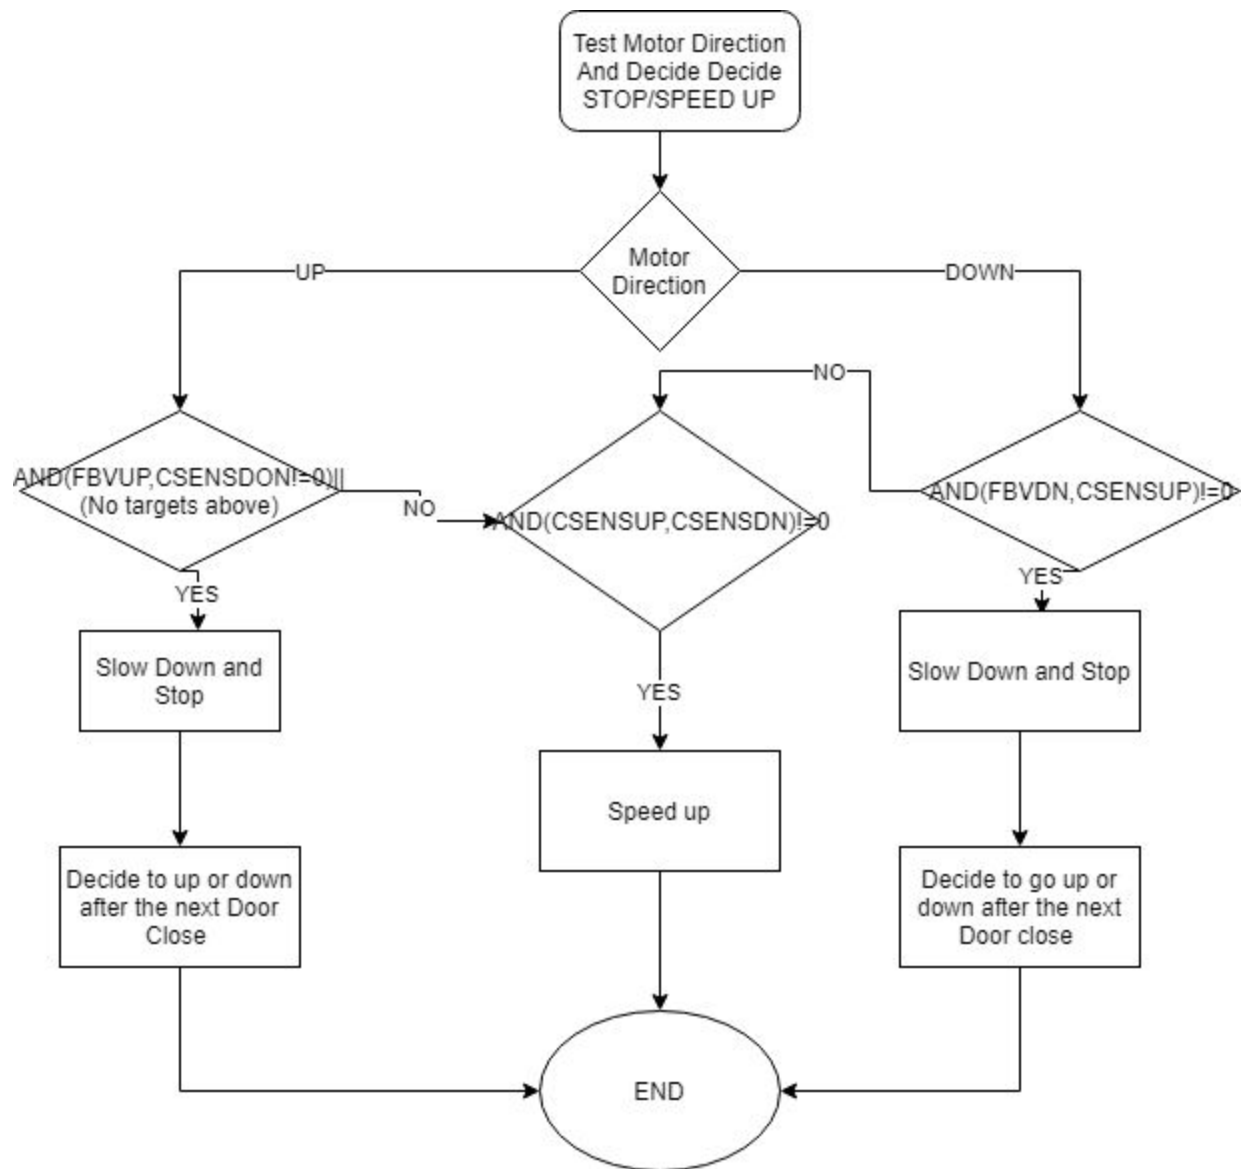 Test Motor Direction
And Decide Decide
STOP/SPEED UP
Motor
Direction
UP
DOWN
NO
AND(FBVUP,CSENSDON!=0)||
(No targets above)
NO
AND(CSENSUP,CSENSDN)!=0
AND(FBVDN,CSENSUP)!=0
YES
YES
Slow Down and
Stop
YES
Slow Down and Stop
Speed up
Decide to up or down
after the next Door
Close
Decide to go up or
down after the next
Door close
END